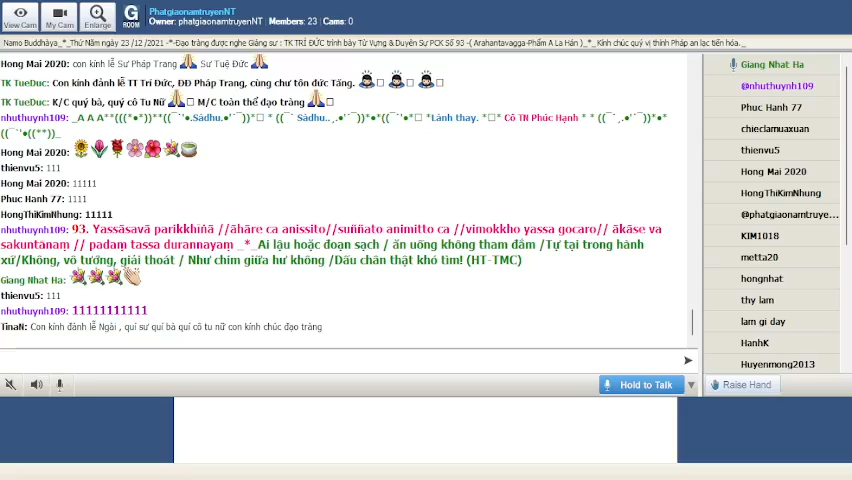 View Cam
My Cam
Enlarge
G
ROOM
PhatgiaonamtruyenNT
Owner: phatgiaonamtruyenNT | Members: 23 | Cams: 0
Namo Buddhàya_*_Thứ Năm ngày 23 /12 /2021 -*-Đạo tràng được nghe Giảng sư : TK TRÍ ĐỨC trình bày Từ Vựng & Duyên Sự PCK Số 93 -( Arahantavagga-Phẩm A La Hán )_*_ Kính chúc quý vị thính Pháp an lạc tiến hóa._
Hong Mai 2020: con kính lễ Sư Pháp Trang 🙏 Sư Tuệ Đức 🙏
TK TueDuc: Con kính đảnh lễ TT Trí Đức, ĐĐ Pháp Trang, cùng chư tôn đức Tăng.
TK TueDuc: K/C quý bà, quý cô Tu Nữ 🙏 M/C toàn thể đạo tràng 🙏
nhuthuynh109: _A A A**(((*●*))**((¯`'●.Sàdhu.●'´¯))*□ * ((¯` Sàdhu..,.●'´¯))*●*((¯`'●*□ *Lành thay. *□* Cô TN Phúc Hạnh * * ((¯`,.●'´¯))*●*
((¯`'●((**))_
Hong Mai 2020:
thienvu5: 111
Hong Mai 2020: 11111
Phuc Hanh 77: 1111
HongThiKimNhung: 11111
nhuthuynh109: 93. Yassāsavā parikkhīṇā //āhāre ca anissito//suññato animitto ca //vimokkho yassa gocaro// ākāse va
sakuntānaṃ // padaṃ tassa durannayaṃ _*_Ai lậu hoặc đoạn sạch / ăn uống không tham đắm /Tự tại trong hành
xứ/Không, vô tướng, giải thoát / Như chim giữa hư không /Dấu chân thật khó tìm! (HT-TMC)
Giang Nhat Ha:
thienvu5: 111
nhuthuynh109: 11111111111
TinaN: Con kính đảnh lễ Ngài , quí sư quí bà quí cô tu nữ con kính chúc đạo tràng
Hold to Talk
Giang Nhat Ha
@nhuthuynh109
Phuc Hanh 77
chieclamuaxuan
thienvu5
Hong Mai 2020
HongThiKimNhung
@phatgiaonamtruye...
KIM1018
metta20
hongnhat
thy lam
lam gi day
HanhK
Huyenmong2013
Raise Hand